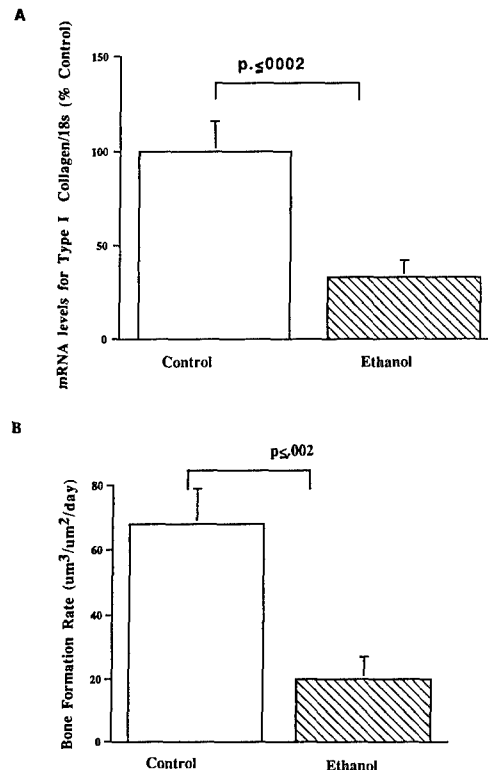 A
p.≤0002
mRNA levels for Type I
Collagen/18s (% Control)
150
100
50
0
Control
Ethanol
B
p≤.002
Bone Formation Rate (um³/um²/day)
80
60
40
20
0
Control
Ethanol